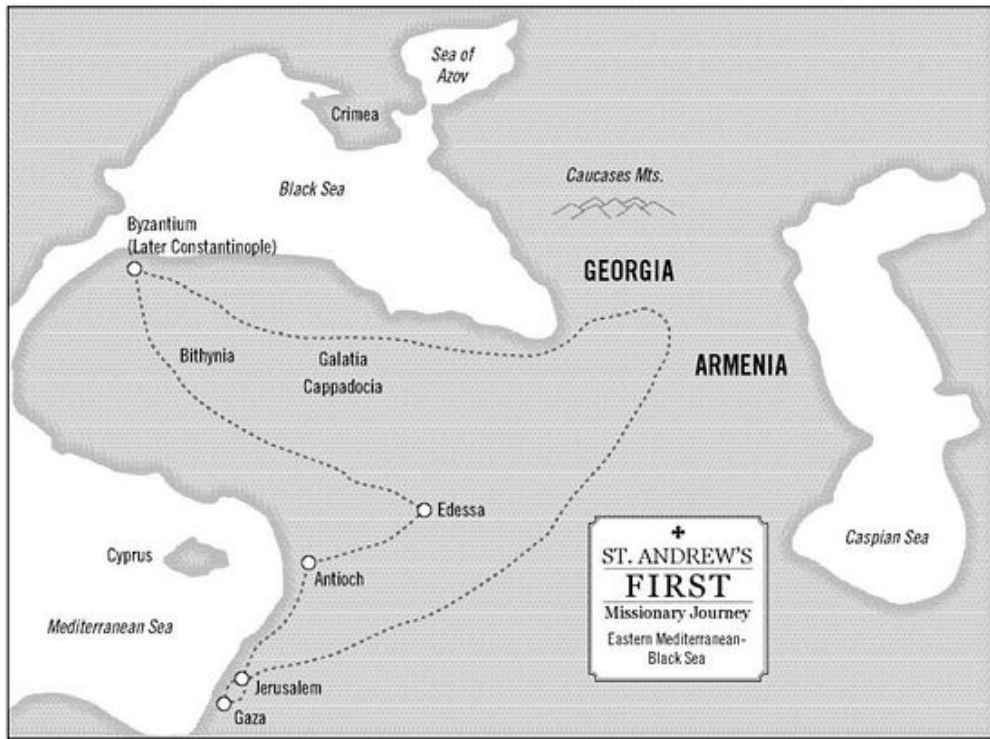 Sea of
Azov
Crimea
Caucases Mts.
Black Sea
Byzantium
(Later Constantinople)
GEORGIA
Bithynia
Galatia
Cappadocia
ARMENIA
Edessa
Cyprus
Antioch
Caspian Sea
Mediterranean Sea
ST. ANDREW'S
FIRST
Missionary Journey
Eastern Mediterranean-
Black Sea
Jerusalem
Gaza